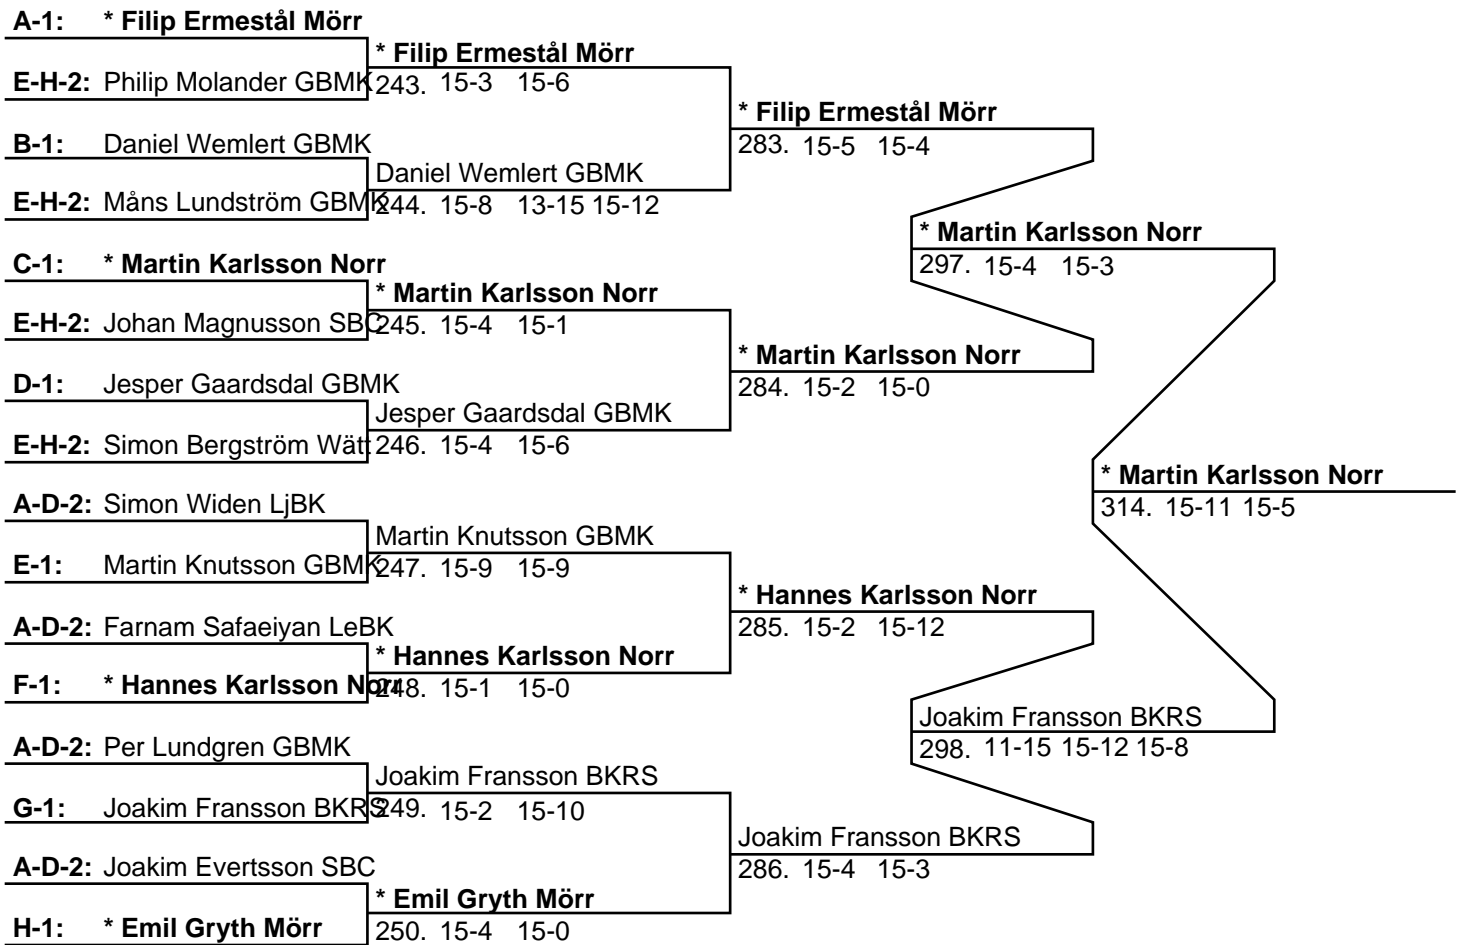 A-1: * Filip Ermestål Mörr
* Filip Ermestål Mörr
E-H-2: Philip Molander GBMK
243. 15-3 15-6
* Filip Ermestål Mörr
283. 15-5 15-4
B-1: Daniel Wemlert GBMK
Daniel Wemlert GBMK
E-H-2: Måns Lundström GBMK
244. 15-8 13-15 15-12
* Martin Karlsson Norr
297. 15-4 15-3
C-1: * Martin Karlsson Norr
* Martin Karlsson Norr
E-H-2: Johan Magnusson SBC
245. 15-4 15-1
* Martin Karlsson Norr
284. 15-2 15-0
D-1: Jesper Gaardsdal GBMK
Jesper Gaardsdal GBMK
E-H-2: Simon Bergström Wätt
246. 15-4 15-6
* Martin Karlsson Norr
314. 15-11 15-5
A-D-2: Simon Widen LjBK
Martin Knutsson GBMK
E-1: Martin Knutsson GBMK
247. 15-9 15-9
* Hannes Karlsson Norr
285. 15-2 15-12
A-D-2: Farnam Safaeiyan LeBK
* Hannes Karlsson Norr
F-1: * Hannes Karlsson Norr
248. 15-1 15-0
Joakim Fransson BKRS
298. 11-15 15-12 15-8
A-D-2: Per Lundgren GBMK
Joakim Fransson BKRS
G-1: Joakim Fransson BKRS
249. 15-2 15-10
Joakim Fransson BKRS
286. 15-4 15-3
A-D-2: Joakim Evertsson SBC
* Emil Gryth Mörr
H-1: * Emil Gryth Mörr
250. 15-4 15-0